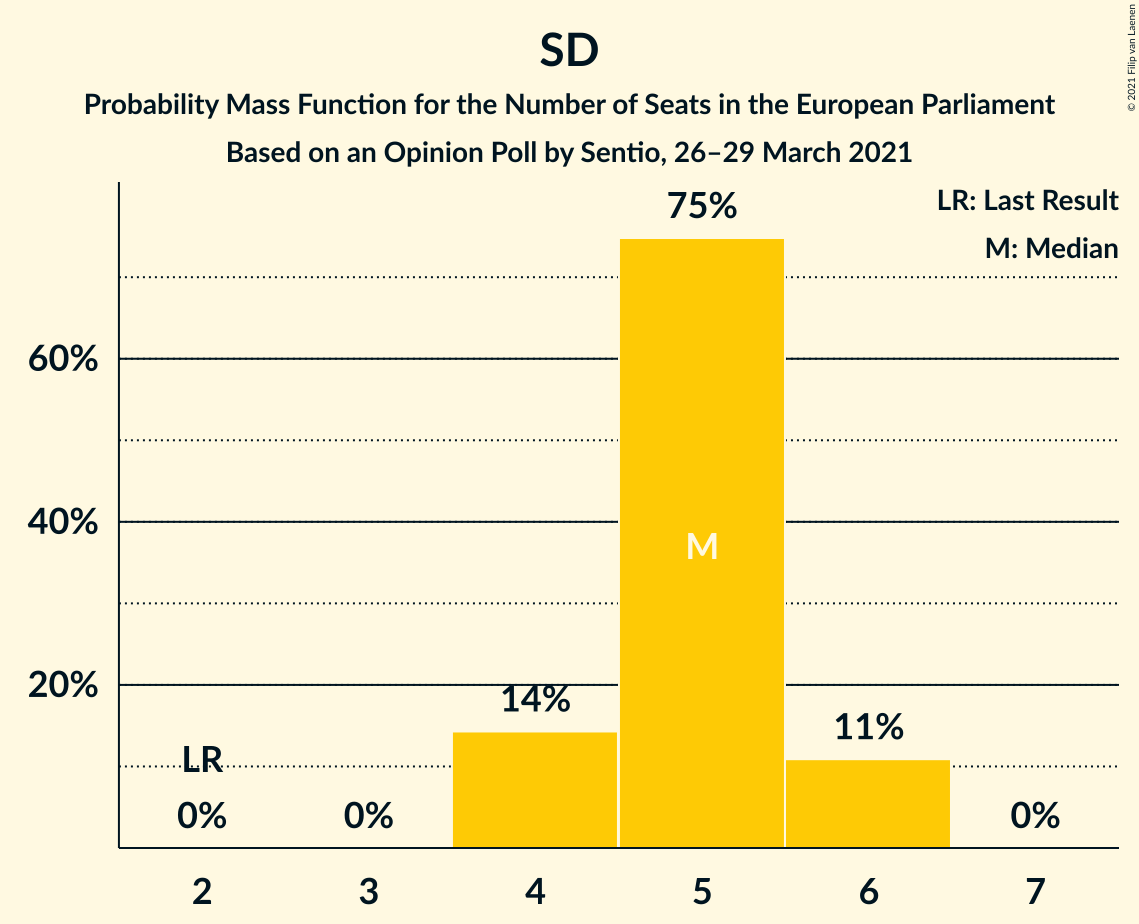 SD
Probability Mass Function for the Number of Seats in the European Parliament
Based on an Opinion Poll by Sentio, 26–29 March 2021
© 2021 Filip van Laenen
LR: Last Result
M: Median
75%
60%
40%
M
20%
14%
11%
LR
0%
0%
0%
2 3 4 5 6 7